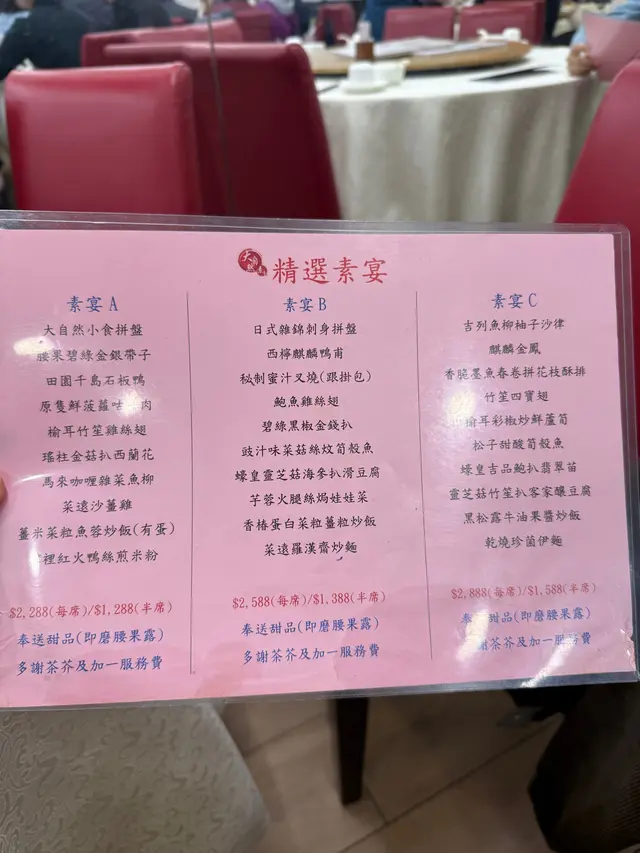 精選素宴
素宴A
大自然小食拼盤
腰果碧綠金銀帶子
田園千島石板鴨
原隻鮮菠蘿咕 肉
榆耳竹笙雞絲翅
瑤柱金菇扒西蘭花
馬來咖喱雜菜魚柳
菜遠沙薑雞
薑米菜粒魚蓉炒飯(有蛋)
裡紅火鴨絲煎米粉
$2,288(每席)/$1,288(半席)
奉送甜品(即磨腰果露)
多謝茶芥及加一服務費
素宴B
日式雜錦刺身拼盤
西檸麒麟鴨甫
秘制蜜汁叉燒(跟掛包)
鮑魚雞絲翅
碧綠黑椒金錢扒
豉汁味菜菇絲炆筍殼魚
蠔皇靈芝菇海參扒滑豆腐
芋蓉火腿絲焗娃娃菜
香椿蛋白菜粒薑粒炒飯
菜遠羅漢齋炒麵
$2,588(每席)/$1,388(半席)
奉送甜品(即磨腰果露)
多謝茶芥及加一服務費
素宴C
吉列魚柳柚子沙律
麒麟金鳳
香脆墨魚春卷拼花枝酥排
竹笙四寶翅
榆耳彩椒炒鮮蘆筍
松子甜酸筍殼魚
蠔皇吉品鮑扒翡翠苗
靈芝菇竹笙扒客家釀豆腐
黑松露牛油果醬炒飯
乾燒珍菌伊麵
$2,888(每席)/$1,588(半席)
奉送甜品(即磨腰果露)
謝茶芥及加一服務費